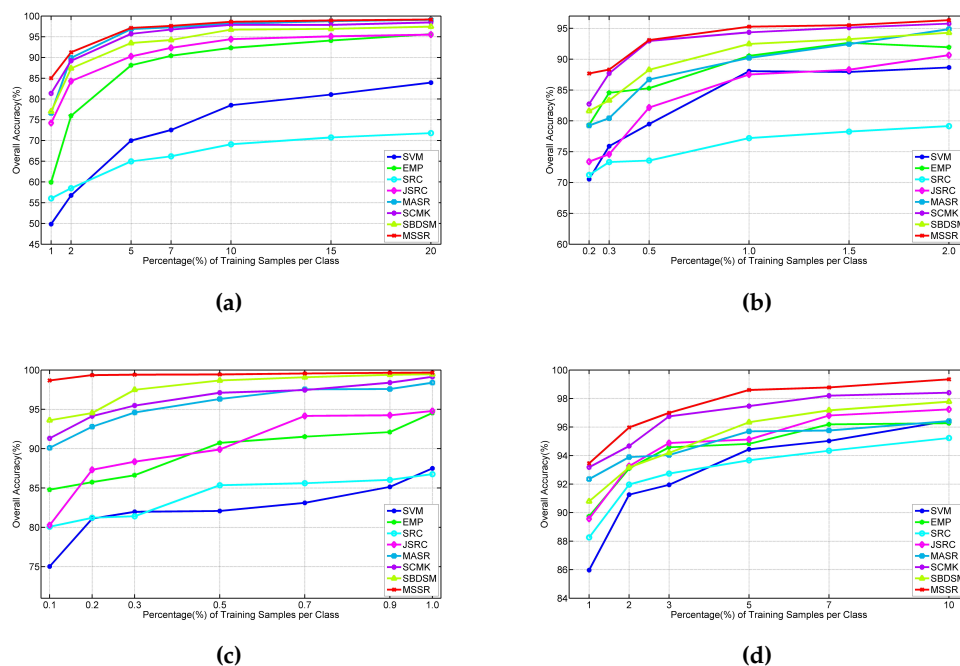 100
95
90
85
80
75
70
65
60
55
50
45
Overall Accuracy(%)
1 2 5 7 10 15 20
Percentage(%) of Training Samples per Class
SVM
EMP
SRC
JSRC
MASR
SCMK
SBDSM
MSSR
(a)
95
90
85
80
75
70
65
60
Overall Accuracy(%)
0.2 0.3 0.5 1.0 1.5 2.0
Percentage(%) of Training Samples per Class
SVM
EMP
SRC
JSRC
MASR
SCMK
SBDSM
MSSR
(b)
100
95
90
85
80
75
Overall Accuracy(%)
0.1 0.2 0.3 0.5 0.7 0.9 1.0
Percentage(%) of Training Samples per Class
SVM
EMP
SRC
JSRC
MASR
SCMK
SBDSM
MSSR
(c)
100
98
96
94
92
90
88
86
84
Overall Accuracy(%)
1 2 3 5 7 10
Percentage(%) of Training Samples per Class
SVM
EMP
SRC
JSRC
MASR
SCMK
SBDSM
MSSR
(d)